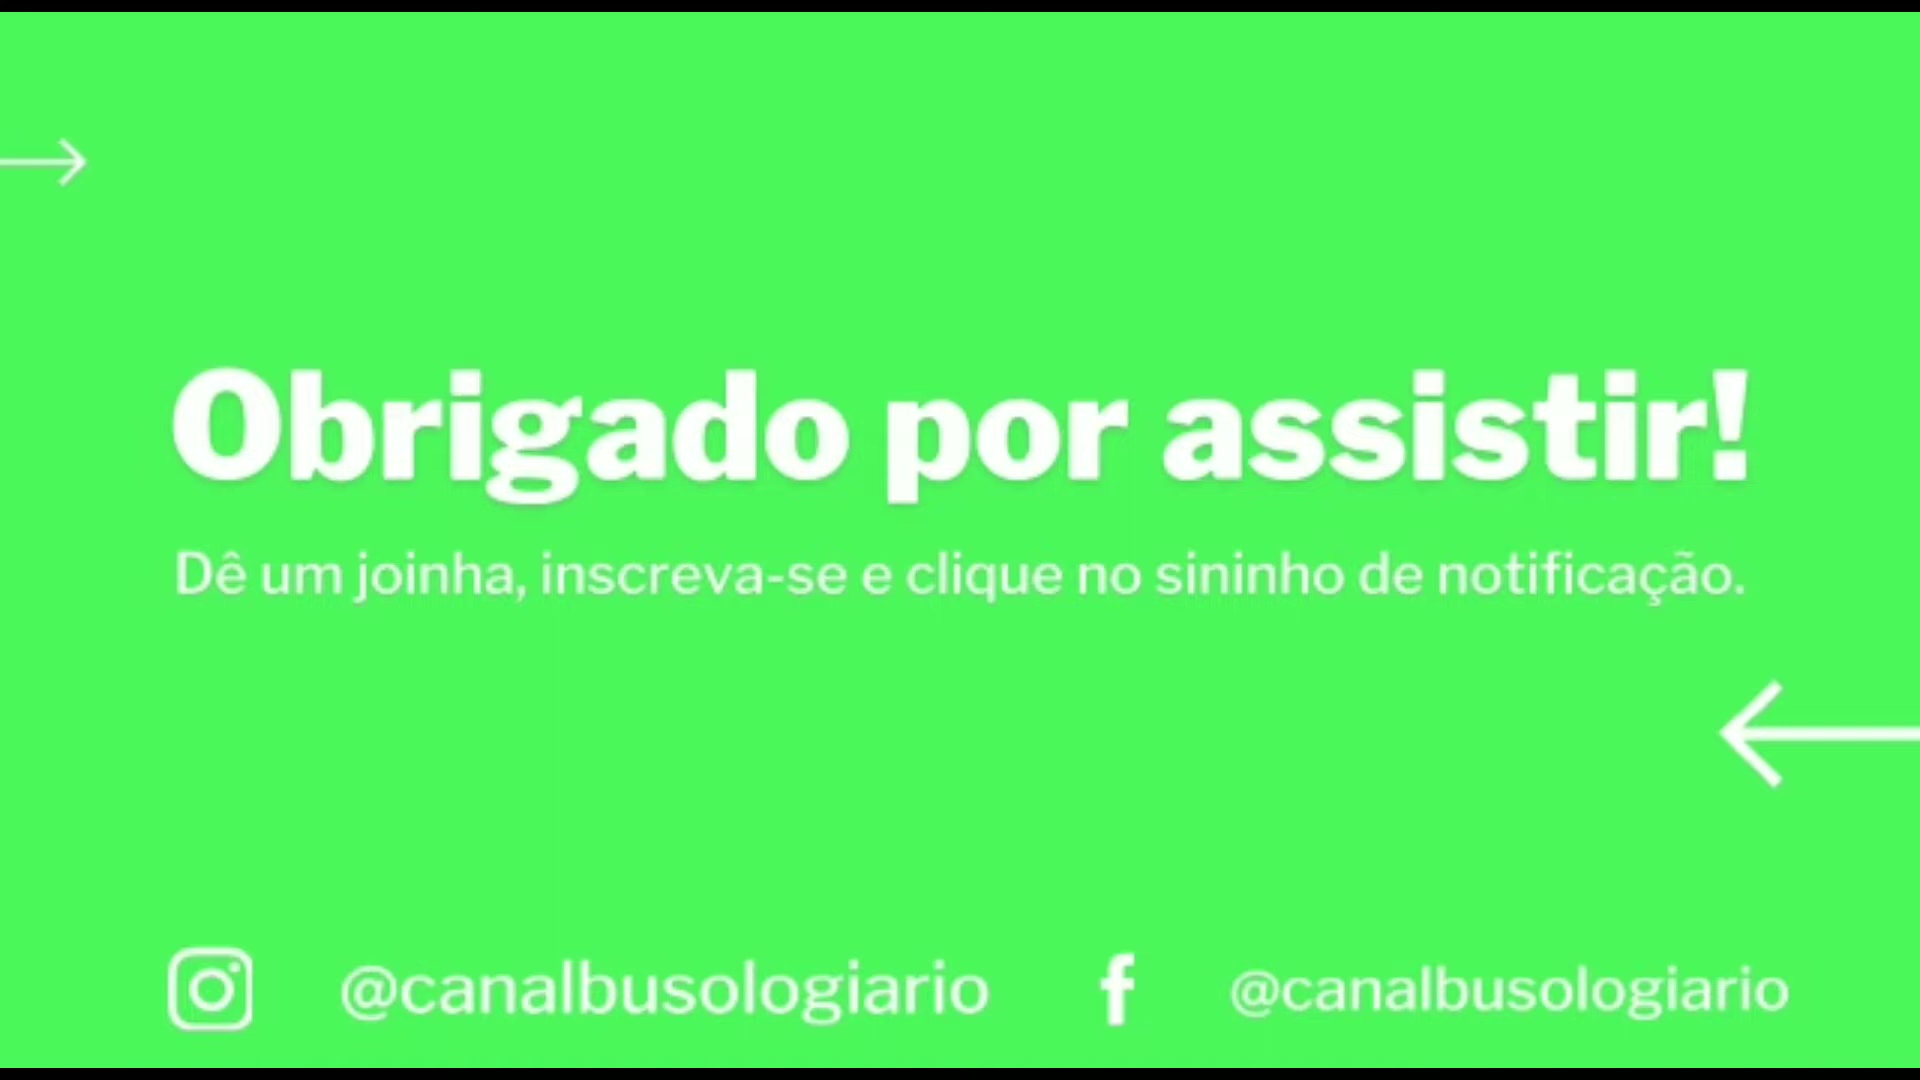 Obrigado por assistir!
Dê um joinha, inscreva-se e clique no sininho de notificação.
@canalbusologiario
@canalbusologiario